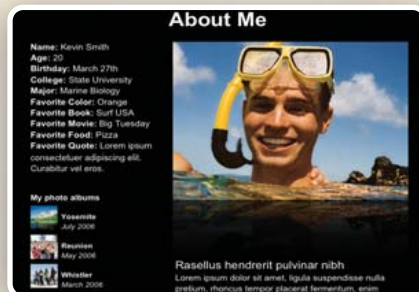 About Me
Name: Kevin Smith
Age: 20
Birthday: March 27th
College: State University
Major: Marine Biology
Favorite Color: Orange
Favorite Book: Surf USA
Favorite Movie: Big Tuesday
Favorite Food: Pizza
Favorite Quote: Lorem ipsum
consectetuer adipiscing elit.
Curabitur vel eros.
My photo albums
Yosemite
July 2006
Reunion
May 2006
Whistler
March 2006
Rasellus hendrerit pulvinar nibh
Lorem ipsum dolor sit amet, ligula suspendisse nulla
pretium, rhoncus tempor placerat fermentum, enim